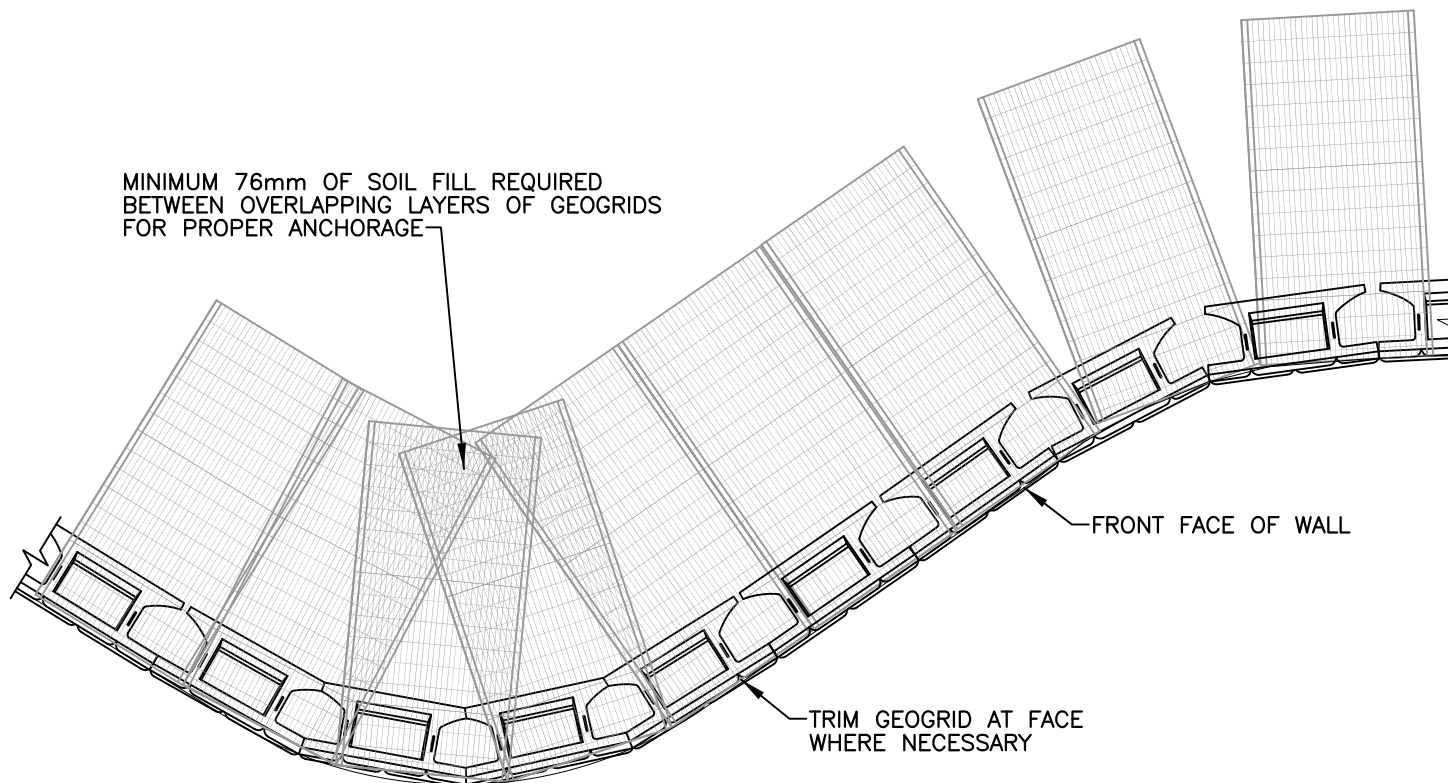 MINIMUM 76mm OF SOIL FILL REQUIRED
BETWEEN OVERLAPPING LAYERS OF GEOGRIDS
FOR PROPER ANCHORAGE
FRONT FACE OF WALL
TRIM GEOGRID AT FACE
WHERE NECESSARY